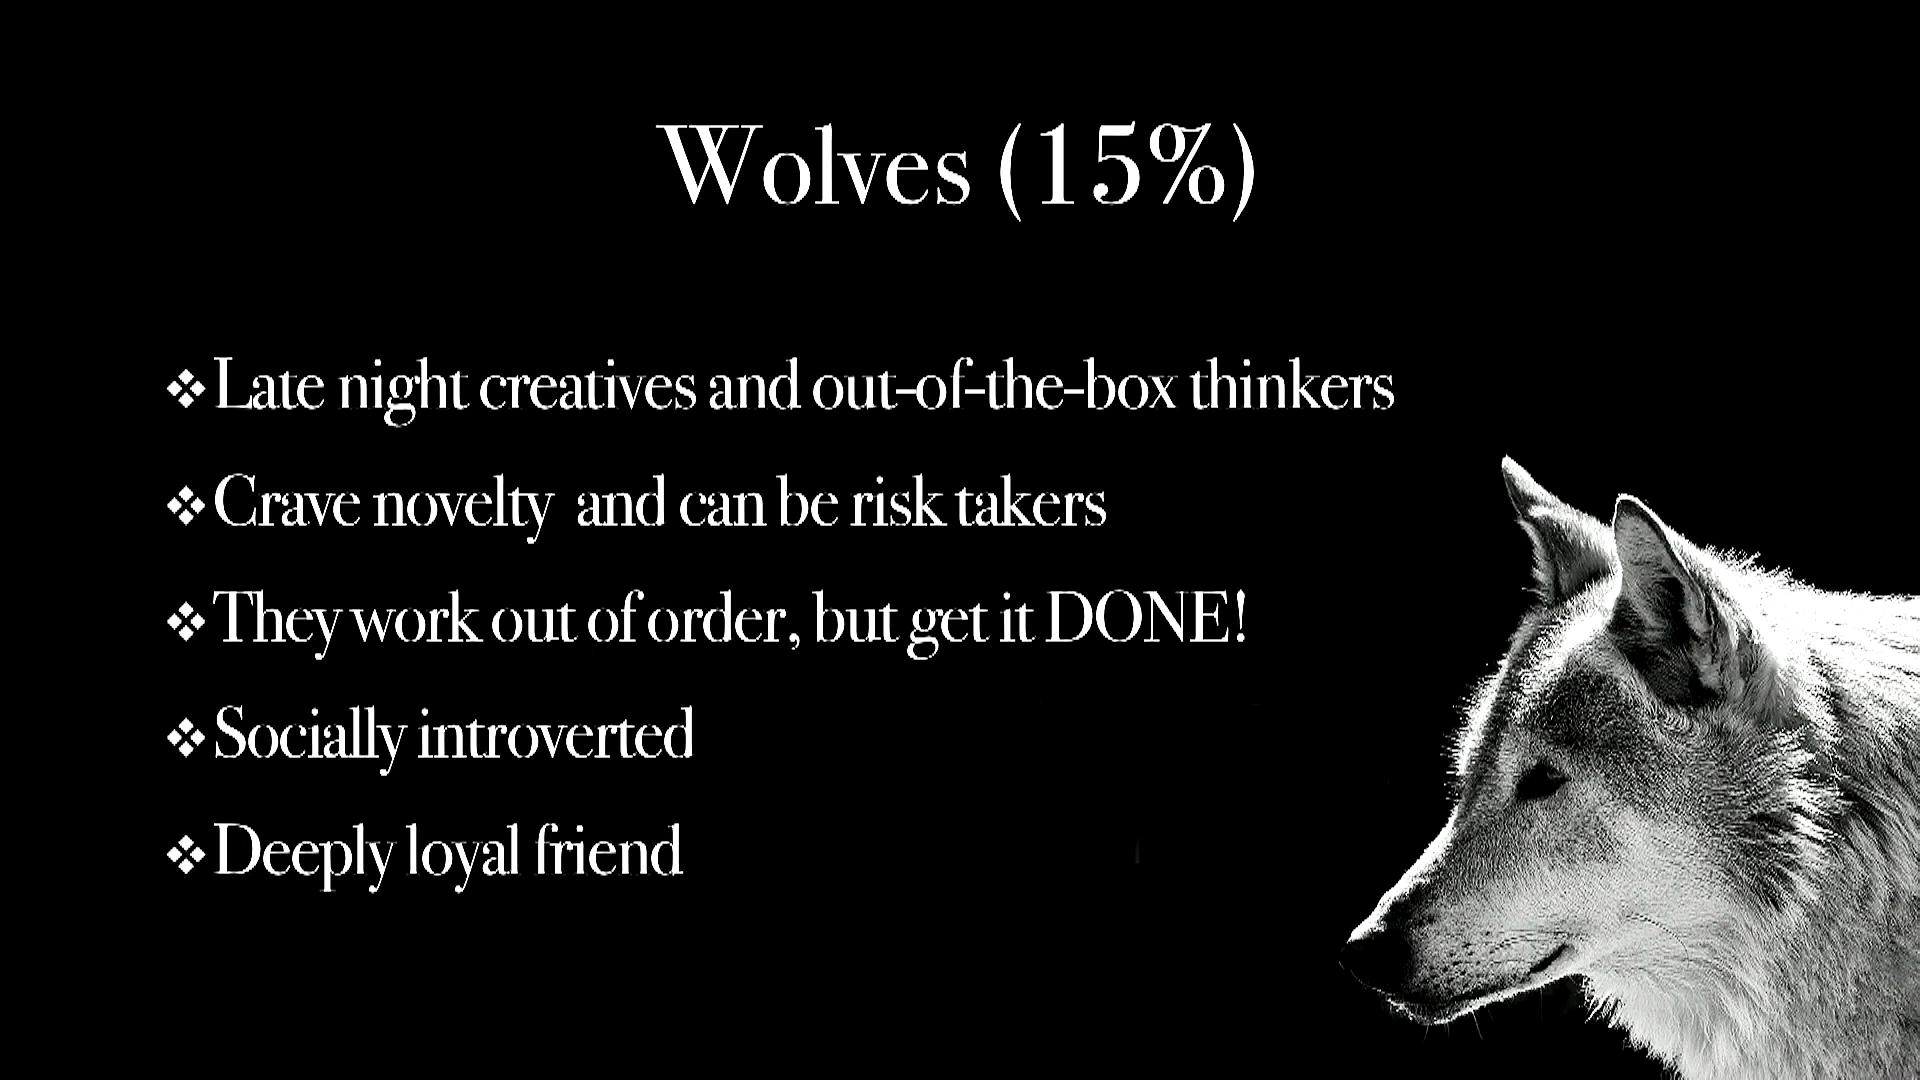 Wolves (15%)
❖Late night creatives and out-of-the-box thinkers
❖Crave novelty  and can be risk takers
❖They work out of order, but get it DONE!
❖Socially introverted
❖Deeply loyal friend